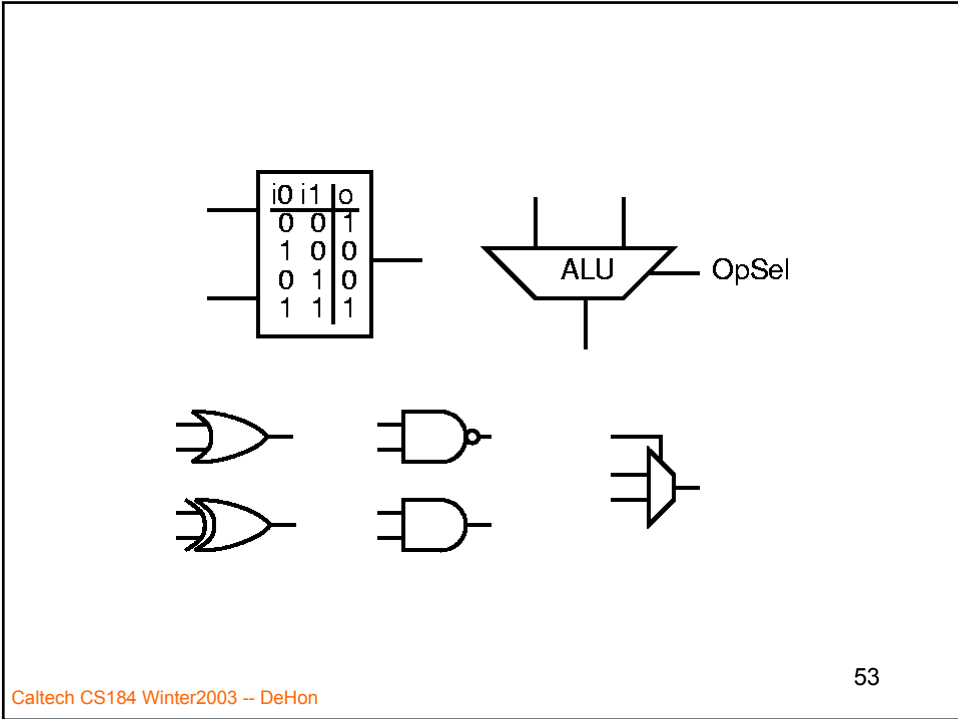 i0 i1 o
0 0 1
1 0 0
0 1 0
1 1 1
ALU
OpSel
53
Caltech CS184 Winter2003 -- DeHon